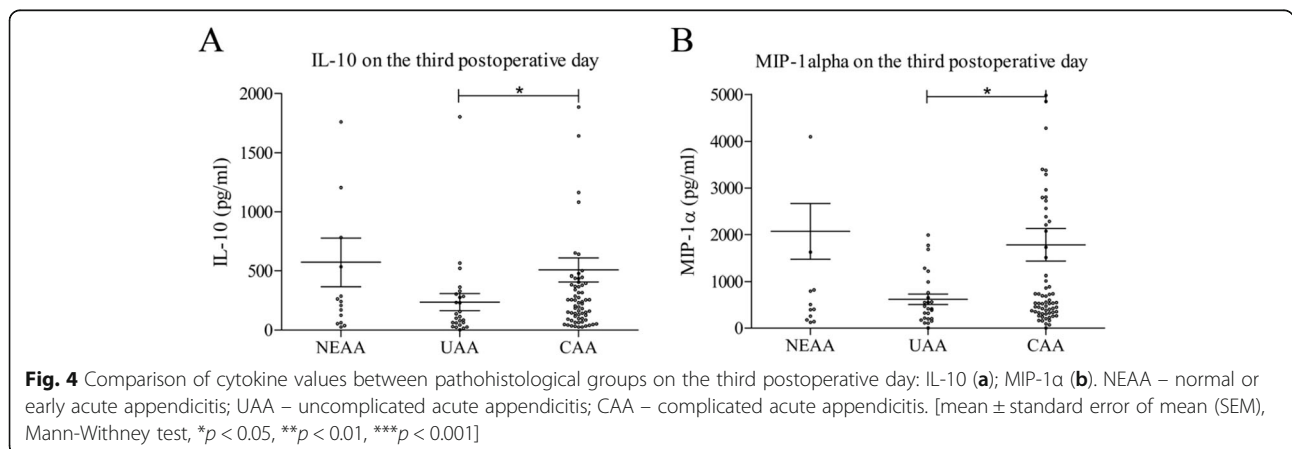 A
IL-10 on the third postoperative day
*
2000
1500
1000
500
0
IL-10 (pg/ml)
NEAA UAA CAA
B
MIP-1alpha on the third postoperative day
*
5000
4000
3000
2000
1000
0
MIP-1α (pg/ml)
NEAA UAA CAA
Fig. 4 Comparison of cytokine values between pathohistological groups on the third postoperative day: IL-10 (a); MIP-1α (b). NEAA – normal or
early acute appendicitis; UAA – uncomplicated acute appendicitis; CAA – complicated acute appendicitis. [mean ± standard error of mean (SEM),
Mann-Withney test, *p < 0.05, **p < 0.01, ***p < 0.001]